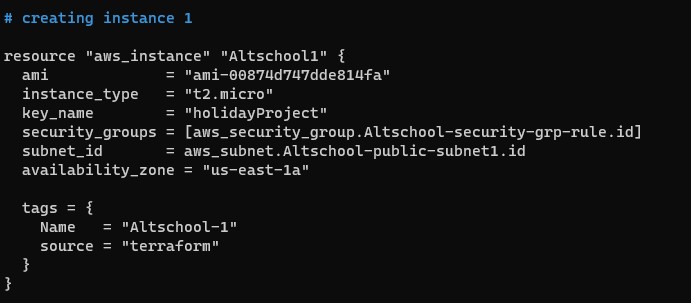 # creating instance 1
resource "aws_instance" "Altschool1" {
  ami             = "ami-00874d747dde814fa"
  instance_type   = "t2.micro"
  key_name        = "holidayProject"
  security_groups = [aws_security_group.Altschool-security-grp-rule.id]
  subnet_id       = aws_subnet.Altschool-public-subnet1.id
  availability_zone = "us-east-1a"
  tags = {
    Name   = "Altschool-1"
    source = "terraform"
  }
}